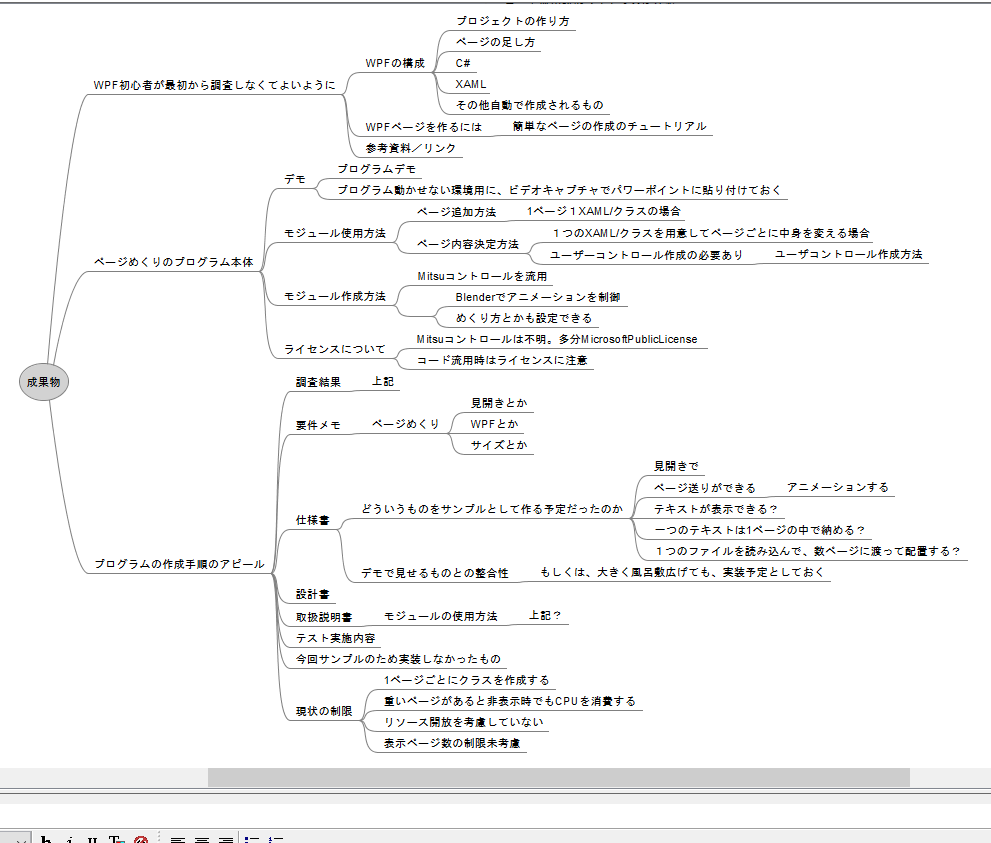 プロジェクトの作り方
ページの足し方
WPFの構成
C#
WPF初心者が最初から調査しなくてよいように
XAML
その他自動で作成されるもの
WPFページを作るには
簡単なページの作成のチュートリアル
参考資料／リンク
デモ
プログラムデモ
プログラム動かせない環境用に、ビデオキャプチャでパワーポイントに貼り付けておく
モジュール使用方法
ページ追加方法
1ページ１XAML/クラスの場合
ページ内容決定方法
１つのXAML/クラスを用意してページごとに中身を変える場合
ユーザーコントロール作成の必要あり
ユーザコントロール作成方法
ページめくりのプログラム本体
モジュール作成方法
Mitsuコントロールを流用
Blenderでアニメーションを制御
めくり方とかも設定できる
ライセンスについて
Mitsuコントロールは不明。多分MicrosoftPublicLicense
コード流用時はライセンスに注意
成果物
調査結果
上記
要件メモ
ページめくり
見開きとか
WPFとか
サイズとか
仕様書
どういうものをサンプルとして作る予定だったのか
見開きで
ページ送りができる
アニメーションする
テキストが表示できる？
一つのテキストは1ページの中で納める？
１つのファイルを読み込んで、数ページに渡って配置する？
デモで見せるものとの整合性
もしくは、大きく風呂敷広げても、実装予定としておく
プログラムの作成手順のアピール
設計書
取扱説明書
モジュールの使用方法
上記？
テスト実施内容
今回サンプルのため実装しなかったもの
現状の制限
1ページごとにクラスを作成する
重いページがあると非表示時でもCPUを消費する
リソース開放を考慮していない
表示ページ数の制限未考慮